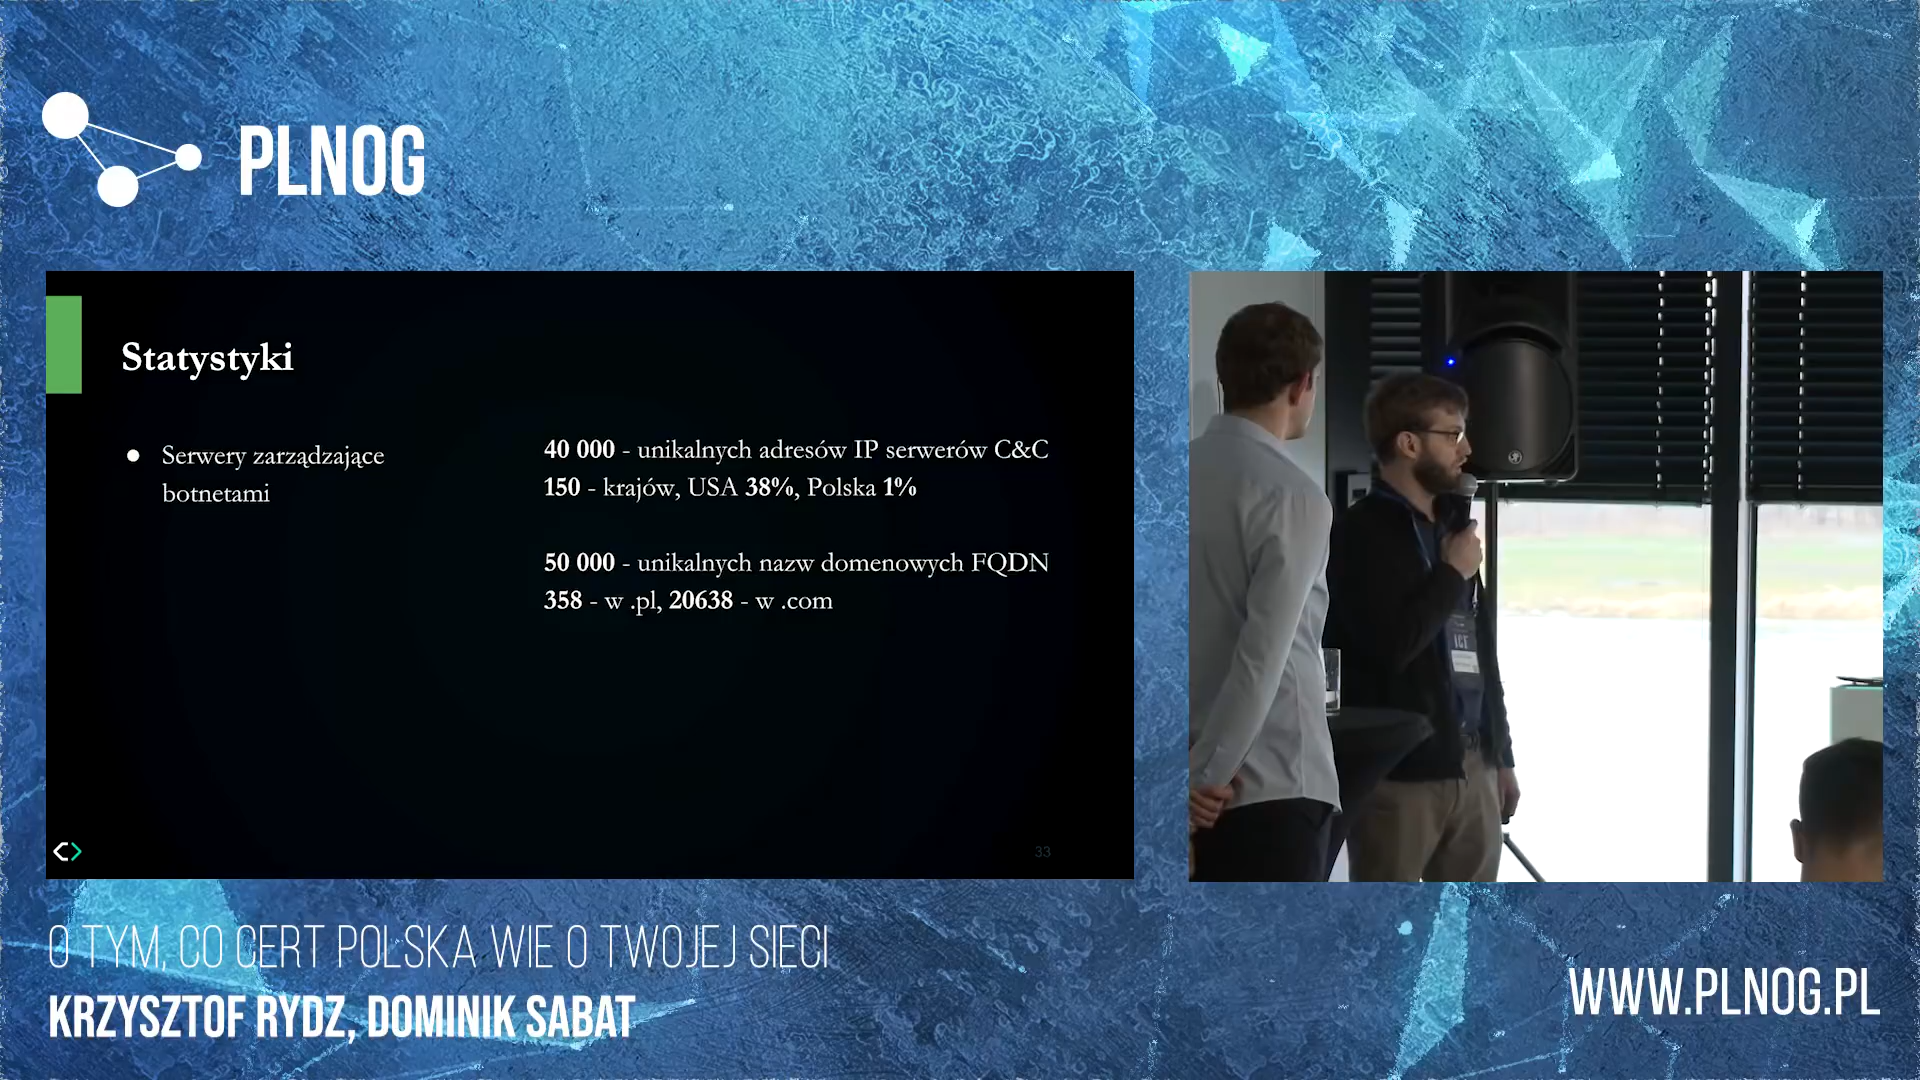 PLNOG
Statystyki
● Serwery zarządzające
botnetami
40 000 - unikalnych adresów IP serwerów C&C
150 - krajów, USA 38%, Polska 1%
50 000 - unikalnych nazw domenowych FQDN
358 - w .pl, 20638 - w .com
33
ICT
O TYM, CO CERT POLSKA WIE O TWOJEJ SIECI
KRZYSZTOF RYDZ, DOMINIK SABAT
WWW.PLNOG.PL